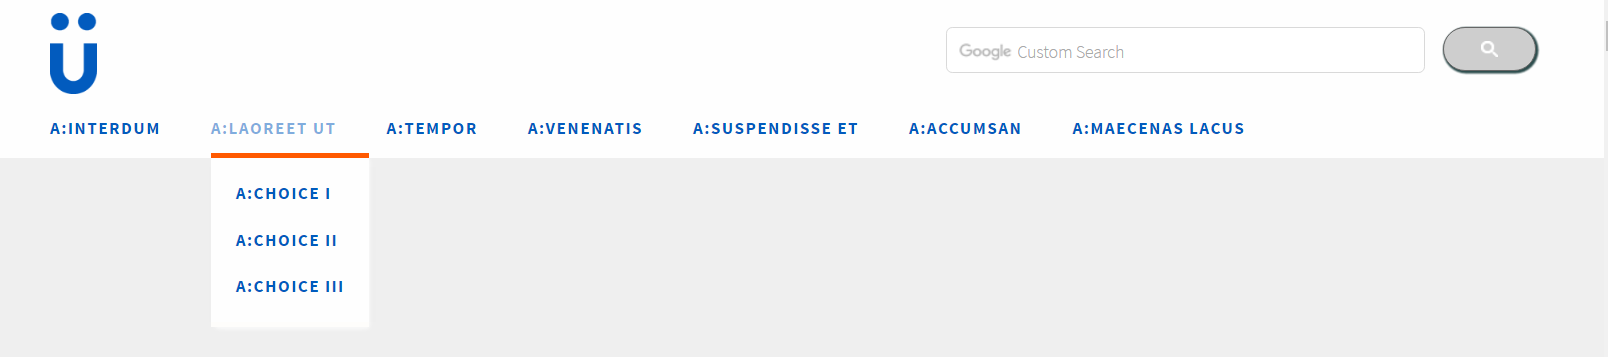 ü
Google Custom Search
A:INTERDUM A:LAOREET UT A:TEMPOR A:VENENATIS A:SUSPENDISSE ET A:ACCUMSAN A:MAECENAS LACUS
A:CHOICE I
A:CHOICE II
A:CHOICE III